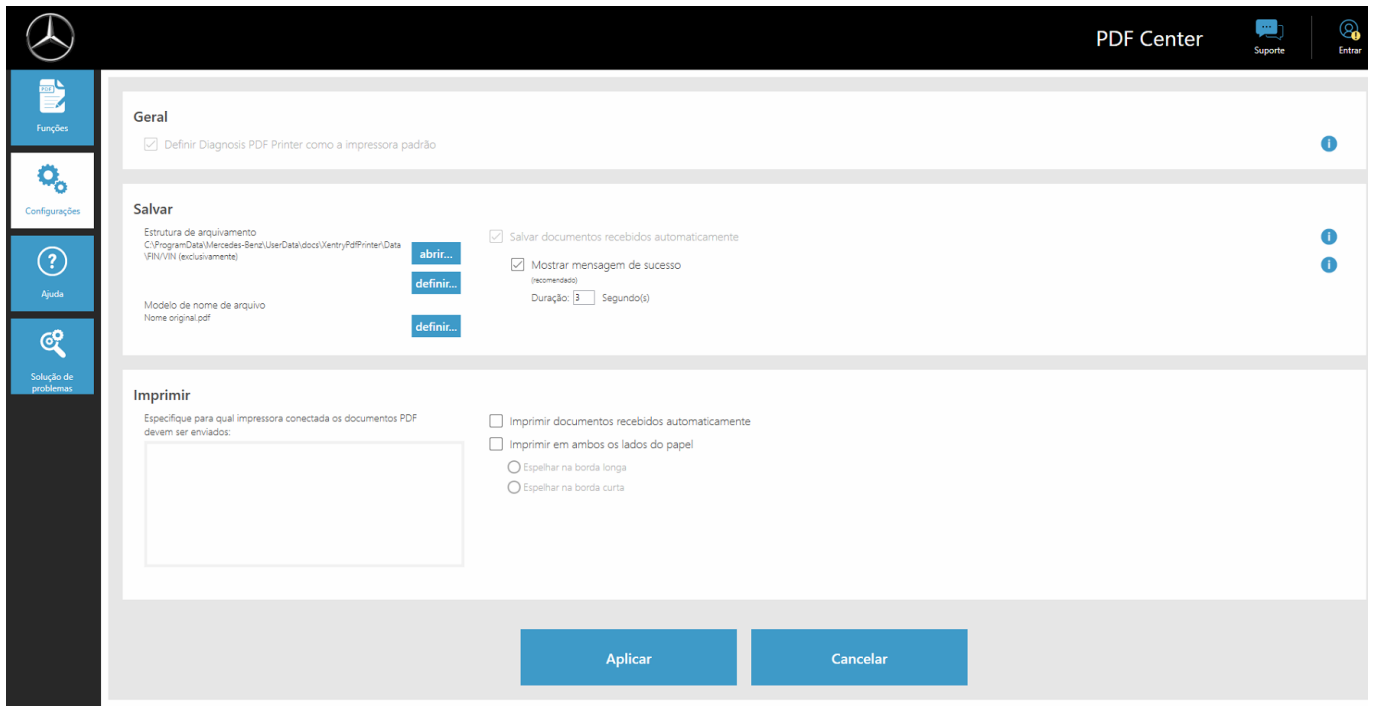 PDF Center
Suporte
Entrar
PDF
Funções
Configurações
Ajuda
Solução de
problemas
Geral
Definir Diagnosis PDF Printer como a impressora padrão
Salvar
Estrutura de arquivamento
C:\ProgramData\Mercedes-Benz\UserData\docs\XentryPdfPrinter\Data
\FIN/VIN (exclusivamente)
abrir...
definir...
Modelo de nome de arquivo
Nome original.pdf
definir...
Salvar documentos recebidos automaticamente
Mostrar mensagem de sucesso
(recomendado)
Duração: 3 Segundo(s)
Imprimir
Especifique para qual impressora conectada os documentos PDF
devem ser enviados:
Imprimir documentos recebidos automaticamente
Imprimir em ambos os lados do papel
Espelhar na borda longa
Espelhar na borda curta
Aplicar
Cancelar